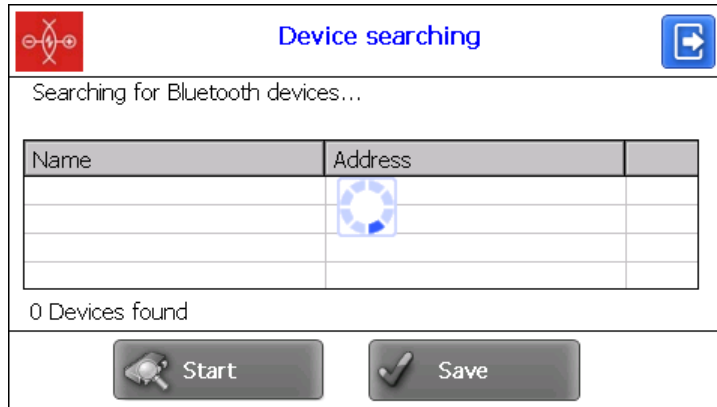 Device searching
Searching for Bluetooth devices...
Name Address
0 Devices found
Start Save